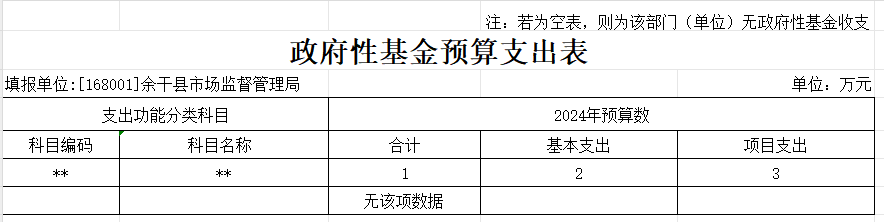 注：若为空表，则为该部门（单位）无政府性基金收支
政府性基金预算支出表
填报单位:[168001]余干县市场监督管理局 单位：万元
支出功能分类科目 2024年预算数
科目编码 科目名称 合计 基本支出 项目支出
** ** 1 2 3
无该项数据